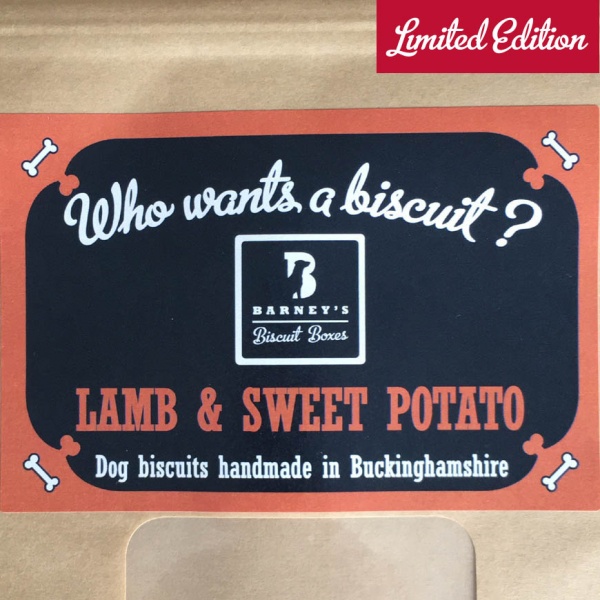 Limited Edition
Who wants a biscuit?
B
BARNEY'S
Biscuit Boxes
LAMB & SWEET POTATO
Dog biscuits handmade in Buckinghamshire